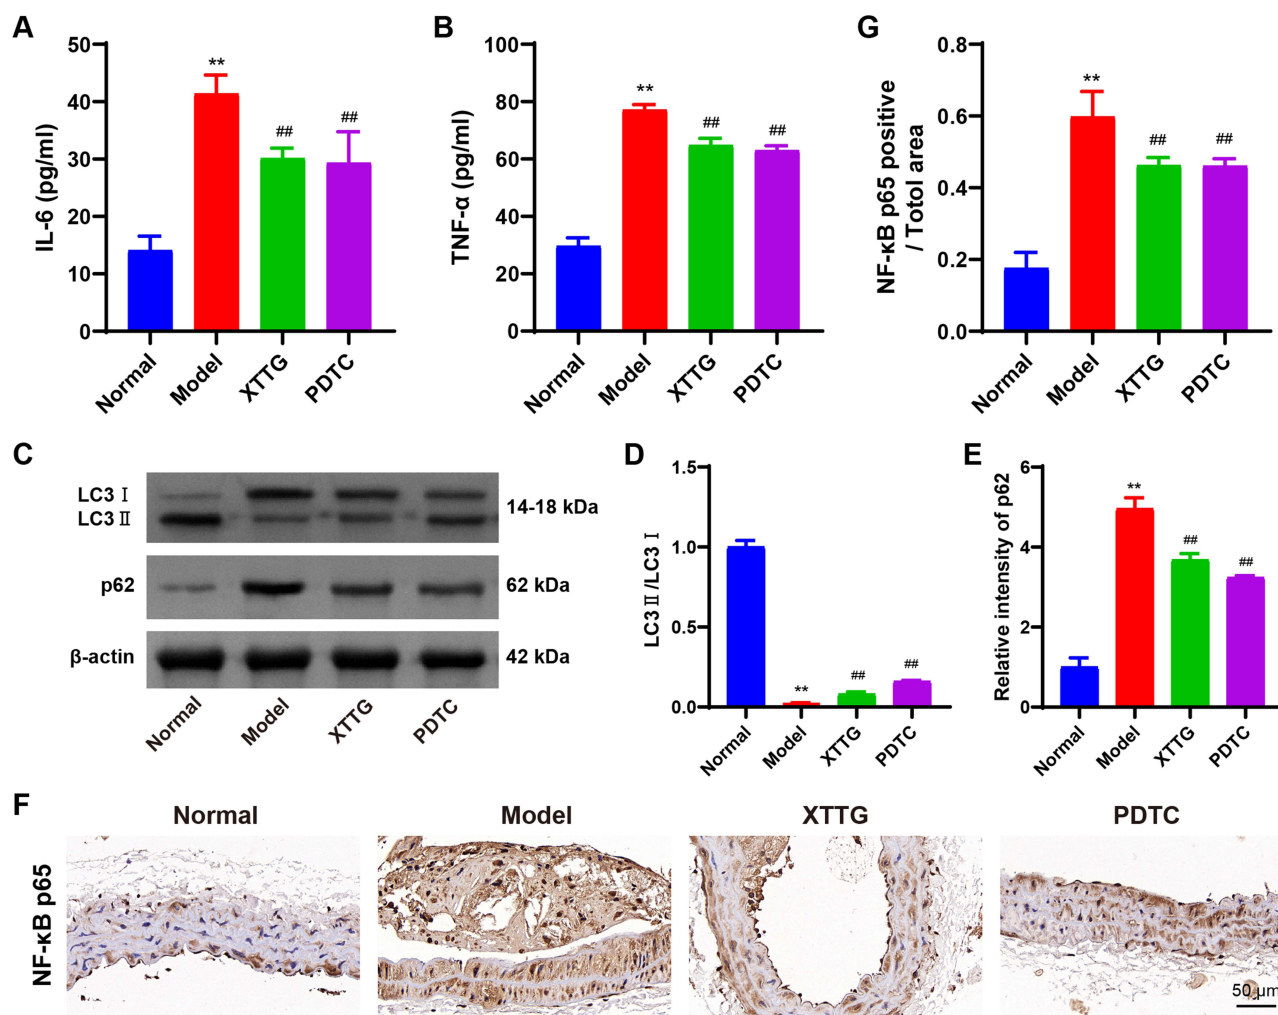 A
IL-6 (pg/ml)
50
40
30
20
10
0
**
##
##
Normal
Model
XTTG
PDTC
B
TNF-α (pg/ml)
100
80
60
40
20
0
**
##
##
Normal
Model
XTTG
PDTC
G
NF-κB p65 positive
/ Totol area
0.8
0.6
0.4
0.2
0.0
**
##
##
Normal
Model
XTTG
PDTC
C
LC3 Ⅰ
LC3 Ⅱ
14-18 kDa
p62
62 kDa
β-actin
42 kDa
Normal
Model
XTTG
PDTC
D
LC3Ⅱ/LC3Ⅰ
1.5
1.0
0.5
0.0
**
##
##
Normal
Model
XTTG
PDTC
E
Relative intensity of p62
6
4
2
0
**
##
##
Normal
Model
XTTG
PDTC
F
Normal
Model
XTTG
PDTC
NF-κB p65
50 μm